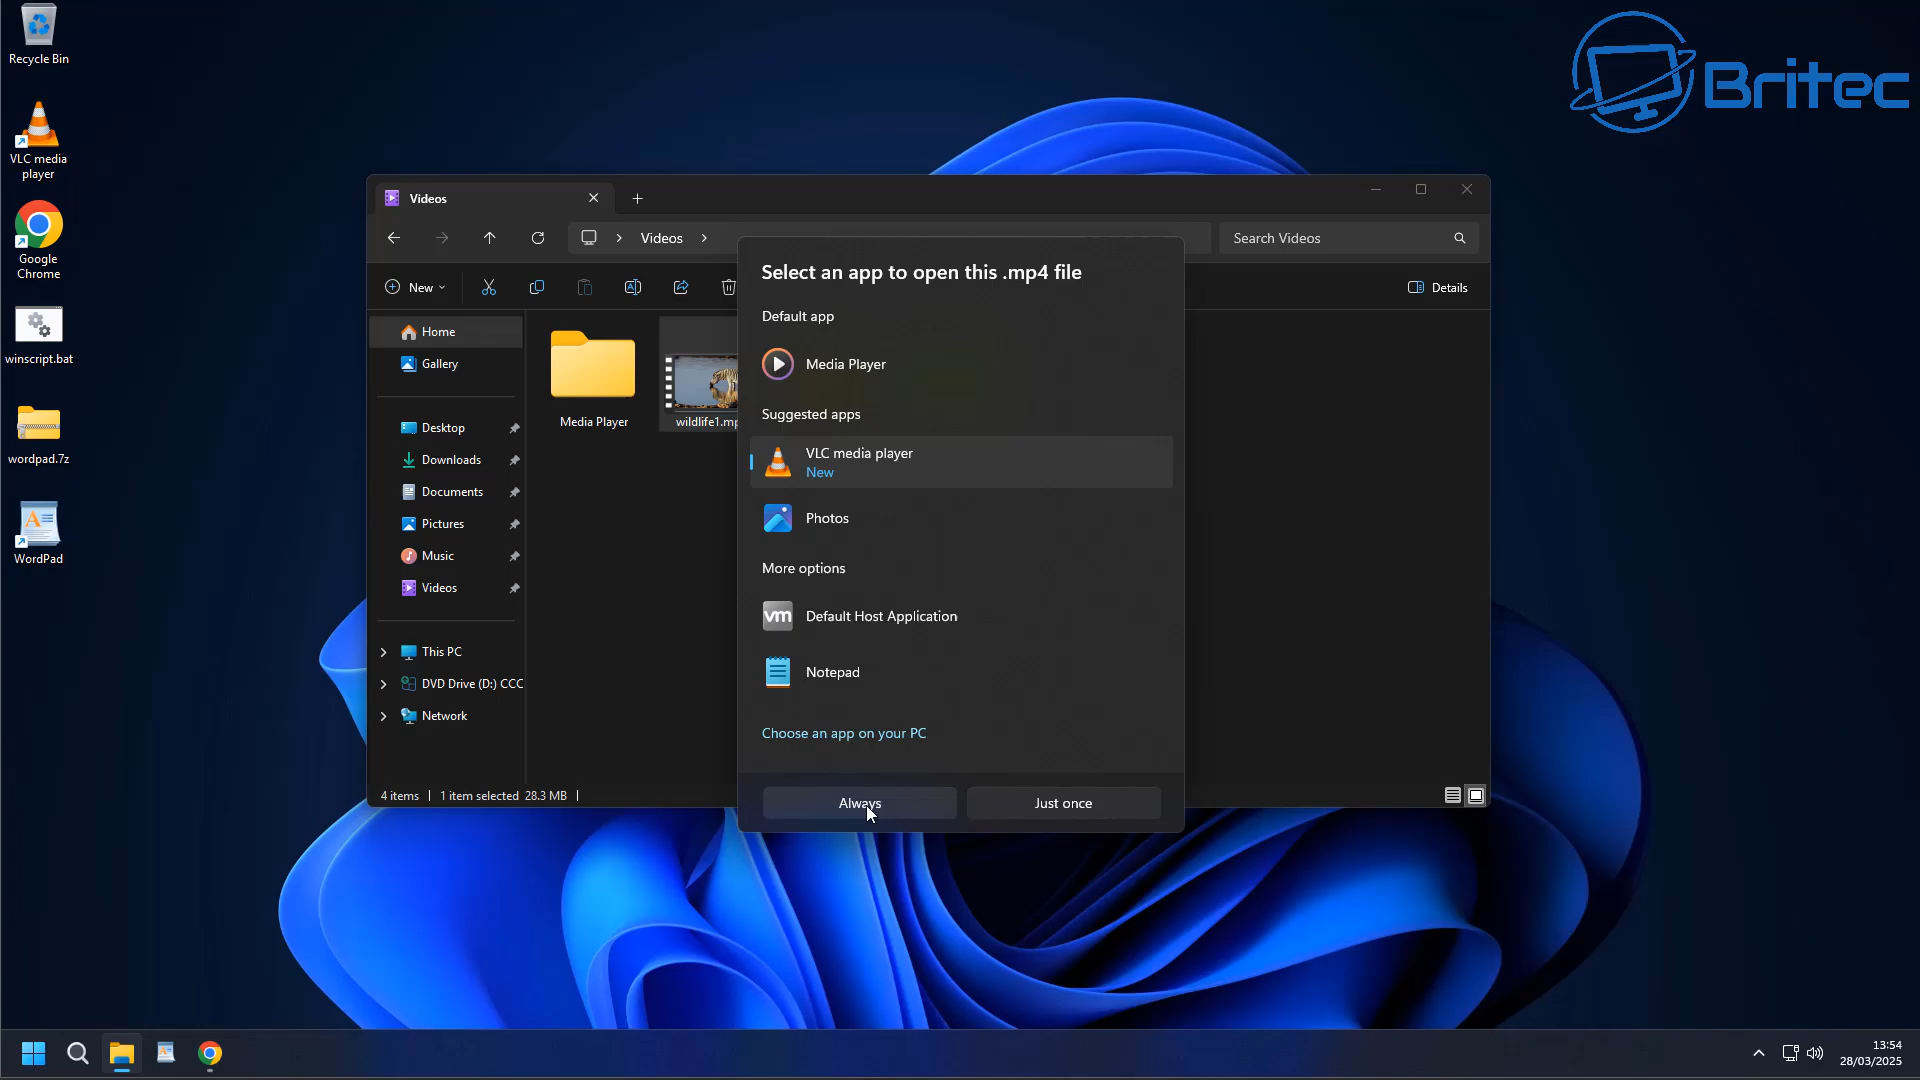 Recycle Bin
VLC media
player
Google
Chrome
winscript.bat
wordpad.7z
WordPad
Britec
Videos
Videos
Search Videos
New
Details
Home
Gallery
Desktop
Downloads
Documents
Pictures
Music
Videos
This PC
DVD Drive (D:) CCC
Network
Media Player
wildlife1.mp
4 items
1 item selected 28.3 MB
Select an app to open this .mp4 file
Default app
Media Player
Suggested apps
VLC media player
New
Photos
More options
vm
Default Host Application
Notepad
Choose an app on your PC
Always
Just once
13:54
28/03/2025